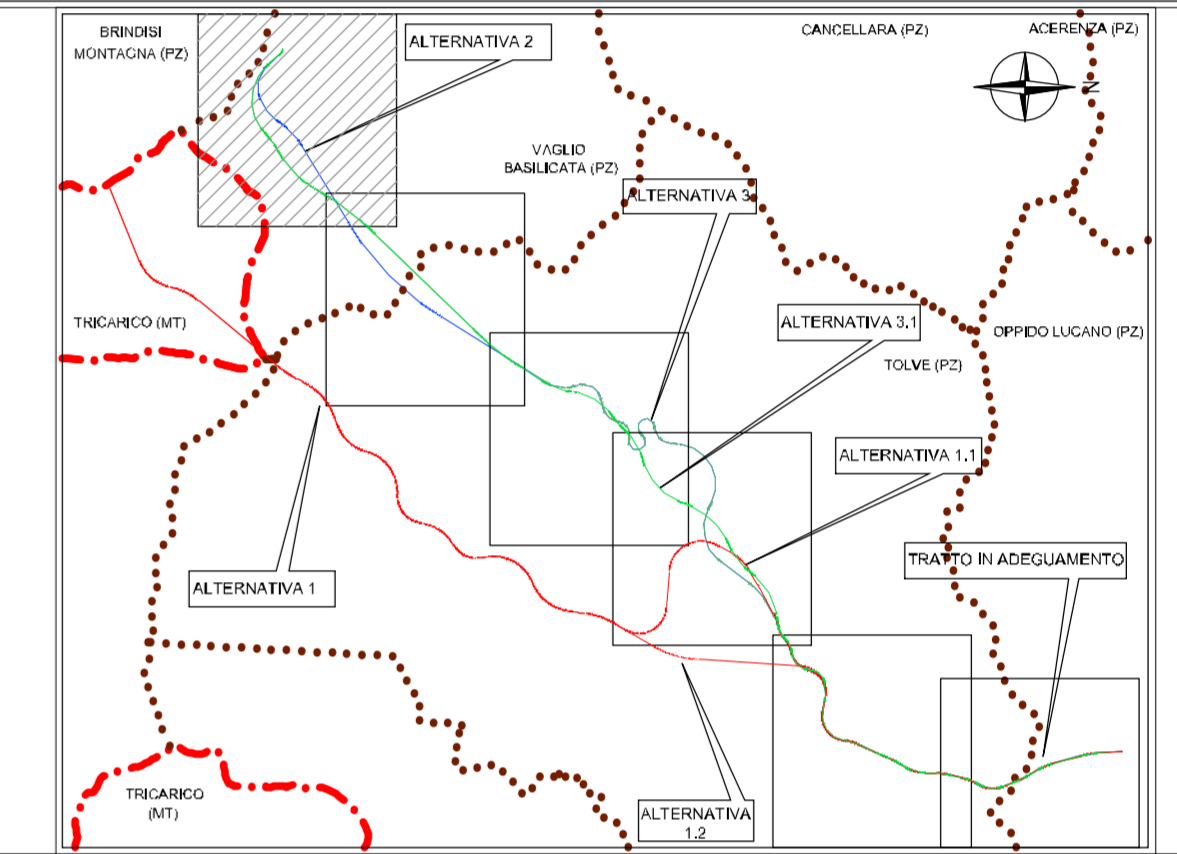 BRINDISI
MONTAGNA (PZ)
ALTERNATIVA 2
CANCELLARA (PZ)
ACERENZA (PZ)
N
VAGLIO
BASILICATA (PZ)
ALTERNATIVA 3
TRICARICO (MT)
ALTERNATIVA 3.1
OPPIDO LUCANO (PZ)
TOLVE (PZ)
ALTERNATIVA 1.1
TRATTO IN ADEGUAMENTO
ALTERNATIVA 1
TRICARICO
(MT)
ALTERNATIVA
1.2